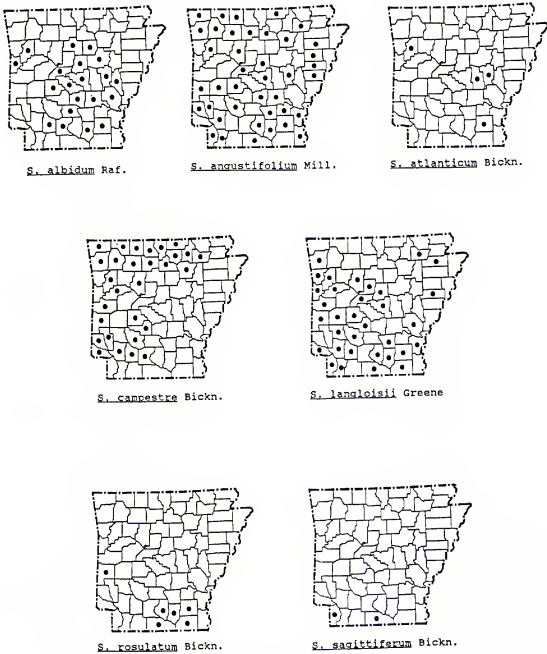 S. albidum Raf.
S. angustifolium Mill.
S. atlanticum Bickn.
S. campestre Bickn.
S. langloisii Greene
S. rosulatum Bickn.
S. sagittiferum Bickn.